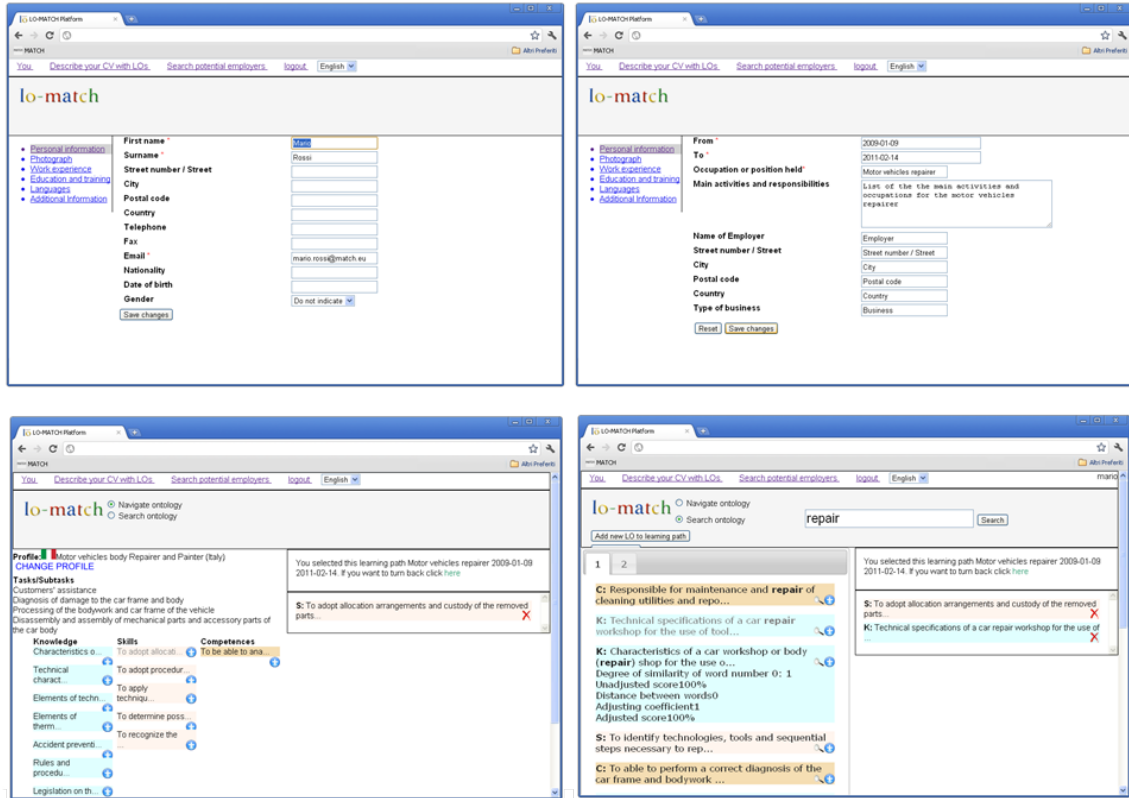 LO-MATCH Platform
MATCH
Altri Preferiti
You Describe your CV with LOs Search potential employers logout English
lo-match
Personal information
Photograph
Work experience
Education and training
Languages
Additional Information
First name * Mario
Surname * Rossi
Street number / Street
City
Postal code
Country
Telephone
Fax
Email * mario.rossi@match.eu
Nationality
Date of birth
Gender Do not indicate
Save changes
LO-MATCH Platform
MATCH
Altri Preferiti
You Describe your CV with LOs Search potential employers logout English
lo-match
Personal information
Photograph
Work experience
Education and training
Languages
Additional Information
From * 2009-01-09
To * 2011-02-14
Occupation or position held* Motor vehicles repairer
Main activities and responsibilities
List of the the main activities and
occupations for the motor vehicles
repairer
Name of Employer Employer
Street number / Street Street number / Street
City City
Postal code Postal code
Country Country
Type of business Business
Reset Save changes
LO-MATCH Platform
MATCH
Altri Preferiti
You Describe your CV with LOs Search potential employers logout English
lo-match
Navigate ontology
Search ontology
Profile: Motor vehicles body Repairer and Painter (Italy)
CHANGE PROFILE
Tasks/Subtasks
Customers' assistance
Diagnosis of damage to the car frame and body
Processing of the bodywork and car frame of the vehicle
Disassembly and assembly of mechanical parts and accessory parts of
the car body
Knowledge Skills Competences
Characteristics o... To adopt allocati... To be able to ana...
Technical
charact...
To adopt procedur...
Elements of techn...
To apply
techniqu...
Elements of
therm...
To determine poss...
Accident preventi...
To recognize the
...
Rules and
procedu...
Legislation on th...
You selected this learning path Motor vehicles repairer 2009-01-09
2011-02-14. If you want to turn back click here
S: To adopt allocation arrangements and custody of the removed
parts...
LO-MATCH Platform
MATCH
Altri Preferiti
You Describe your CV with LOs Search potential employers logout English
mario
lo-match
Navigate ontology
Search ontology
repair
Search
Add new LO to learning path
1 2
C: Responsible for maintenance and repair of
cleaning utilities and repo...
K: Technical specifications of a car repair
workshop for the use of tool...
K: Characteristics of a car workshop or body
(repair) shop for the use o...
Degree of similarity of word number 0: 1
Unadjusted score100%
Distance between words0
Adjusting coefficient1
Adjusted score100%
S: To identify technologies, tools and sequential
steps necessary to rep...
C: To able to perform a correct diagnosis of the
car frame and bodywork ...
You selected this learning path Motor vehicles repairer 2009-01-09
2011-02-14. If you want to turn back click here
S: To adopt allocation arrangements and custody of the removed
parts...
K: Technical specifications of a car repair workshop for the use of
...